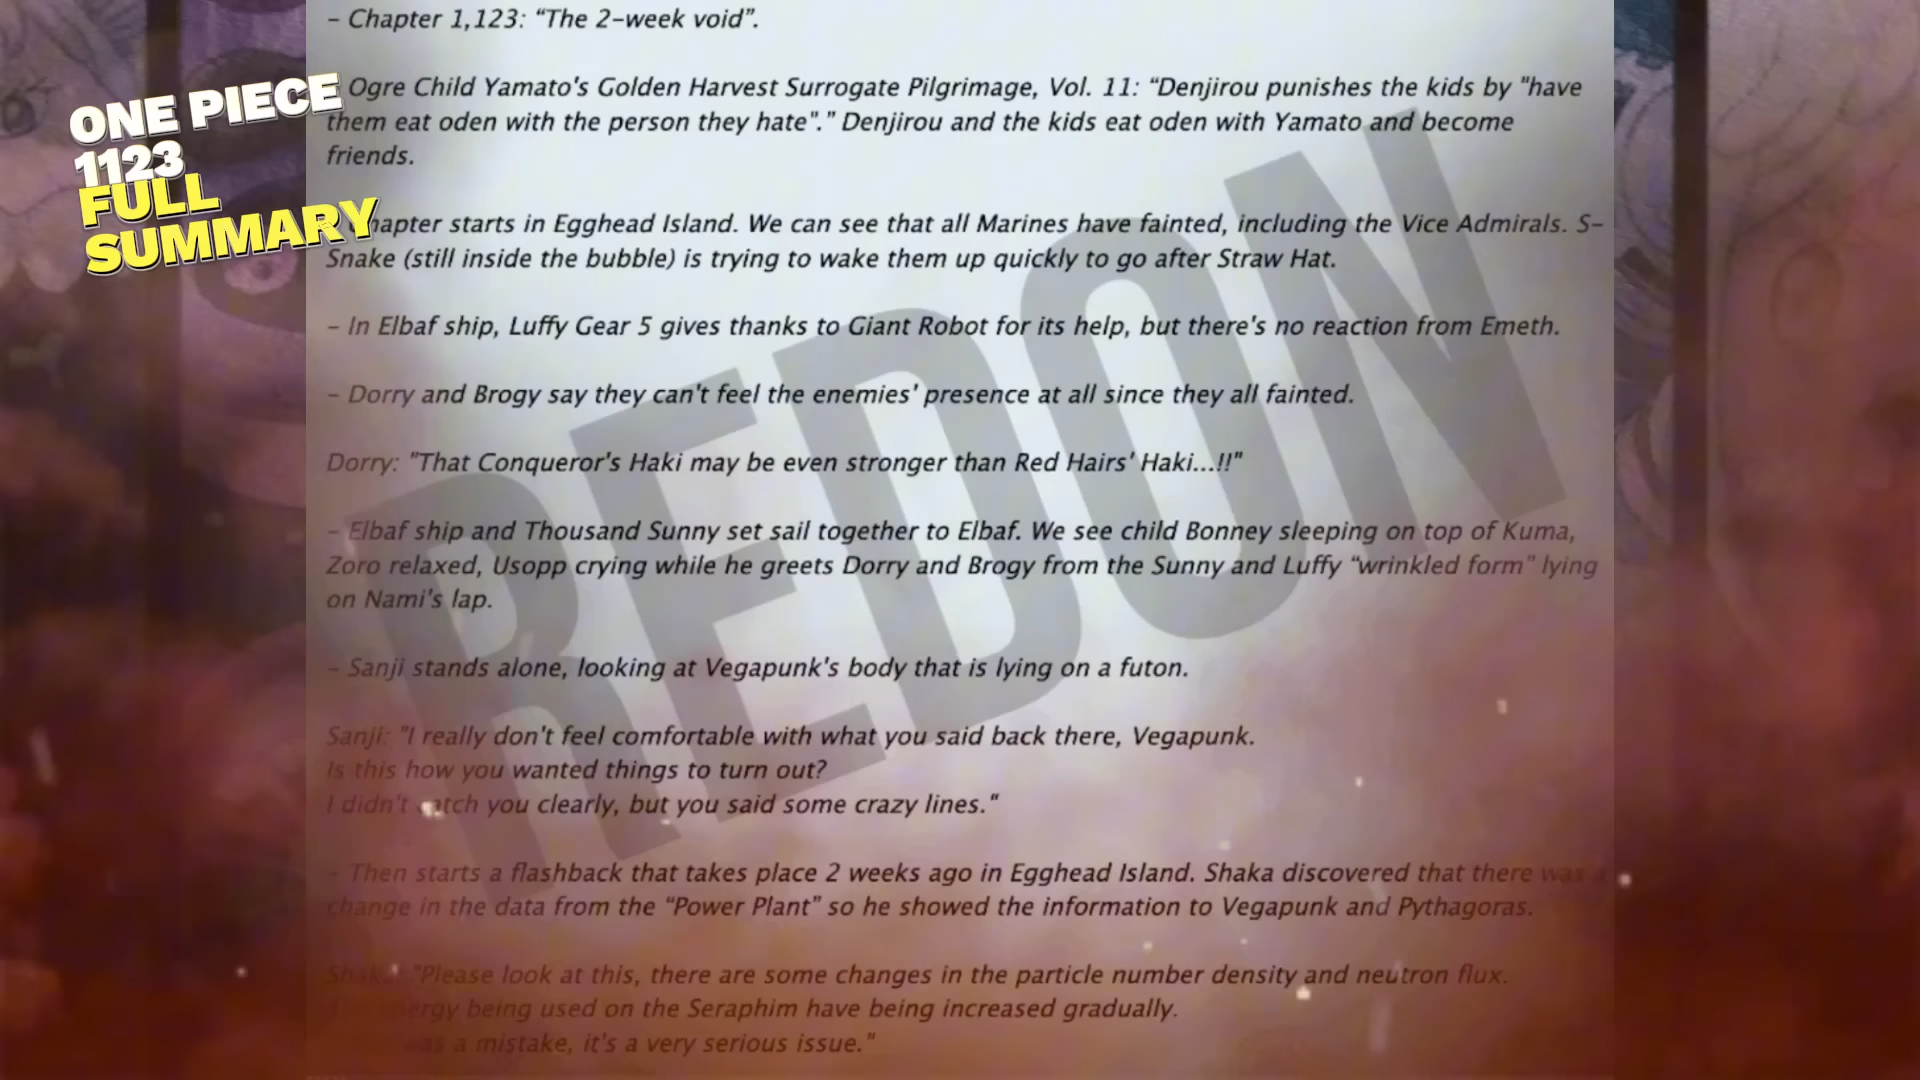 – Chapter 1,123: “The 2–week void”.
ONE PIECE
1123
FULL
SUMMARY
Ogre Child Yamato's Golden Harvest Surrogate Pilgrimage, Vol. 11: “Denjirou punishes the kids by "have
them eat oden with the person they hate".” Denjirou and the kids eat oden with Yamato and become
friends.
hapter starts in Egghead Island. We can see that all Marines have fainted, including the Vice Admirals. S–
Snake (still inside the bubble) is trying to wake them up quickly to go after Straw Hat.
– In Elbaf ship, Luffy Gear 5 gives thanks to Giant Robot for its help, but there's no reaction from Emeth.
– Dorry and Brogy say they can't feel the enemies' presence at all since they all fainted.
Dorry: "That Conqueror's Haki may be even stronger than Red Hairs' Haki...!!"
– Elbaf ship and Thousand Sunny set sail together to Elbaf. We see child Bonney sleeping on top of Kuma,
Zoro relaxed, Usopp crying while he greets Dorry and Brogy from the Sunny and Luffy “wrinkled form” lying
on Nami's lap.
– Sanji stands alone, looking at Vegapunk's body that is lying on a futon.
Sanji: "I really don't feel comfortable with what you said back there, Vegapunk.
Is this how you wanted things to turn out?
I didn't catch you clearly, but you said some crazy lines."
– Then starts a flashback that takes place 2 weeks ago in Egghead Island. Shaka discovered that there was a
change in the data from the “Power Plant” so he showed the information to Vegapunk and Pythagoras.
Shaka: "Please look at this, there are some changes in the particle number density and neutron flux.
energy being used on the Seraphim have being increased gradually.
was a mistake, it's a very serious issue."
REDON